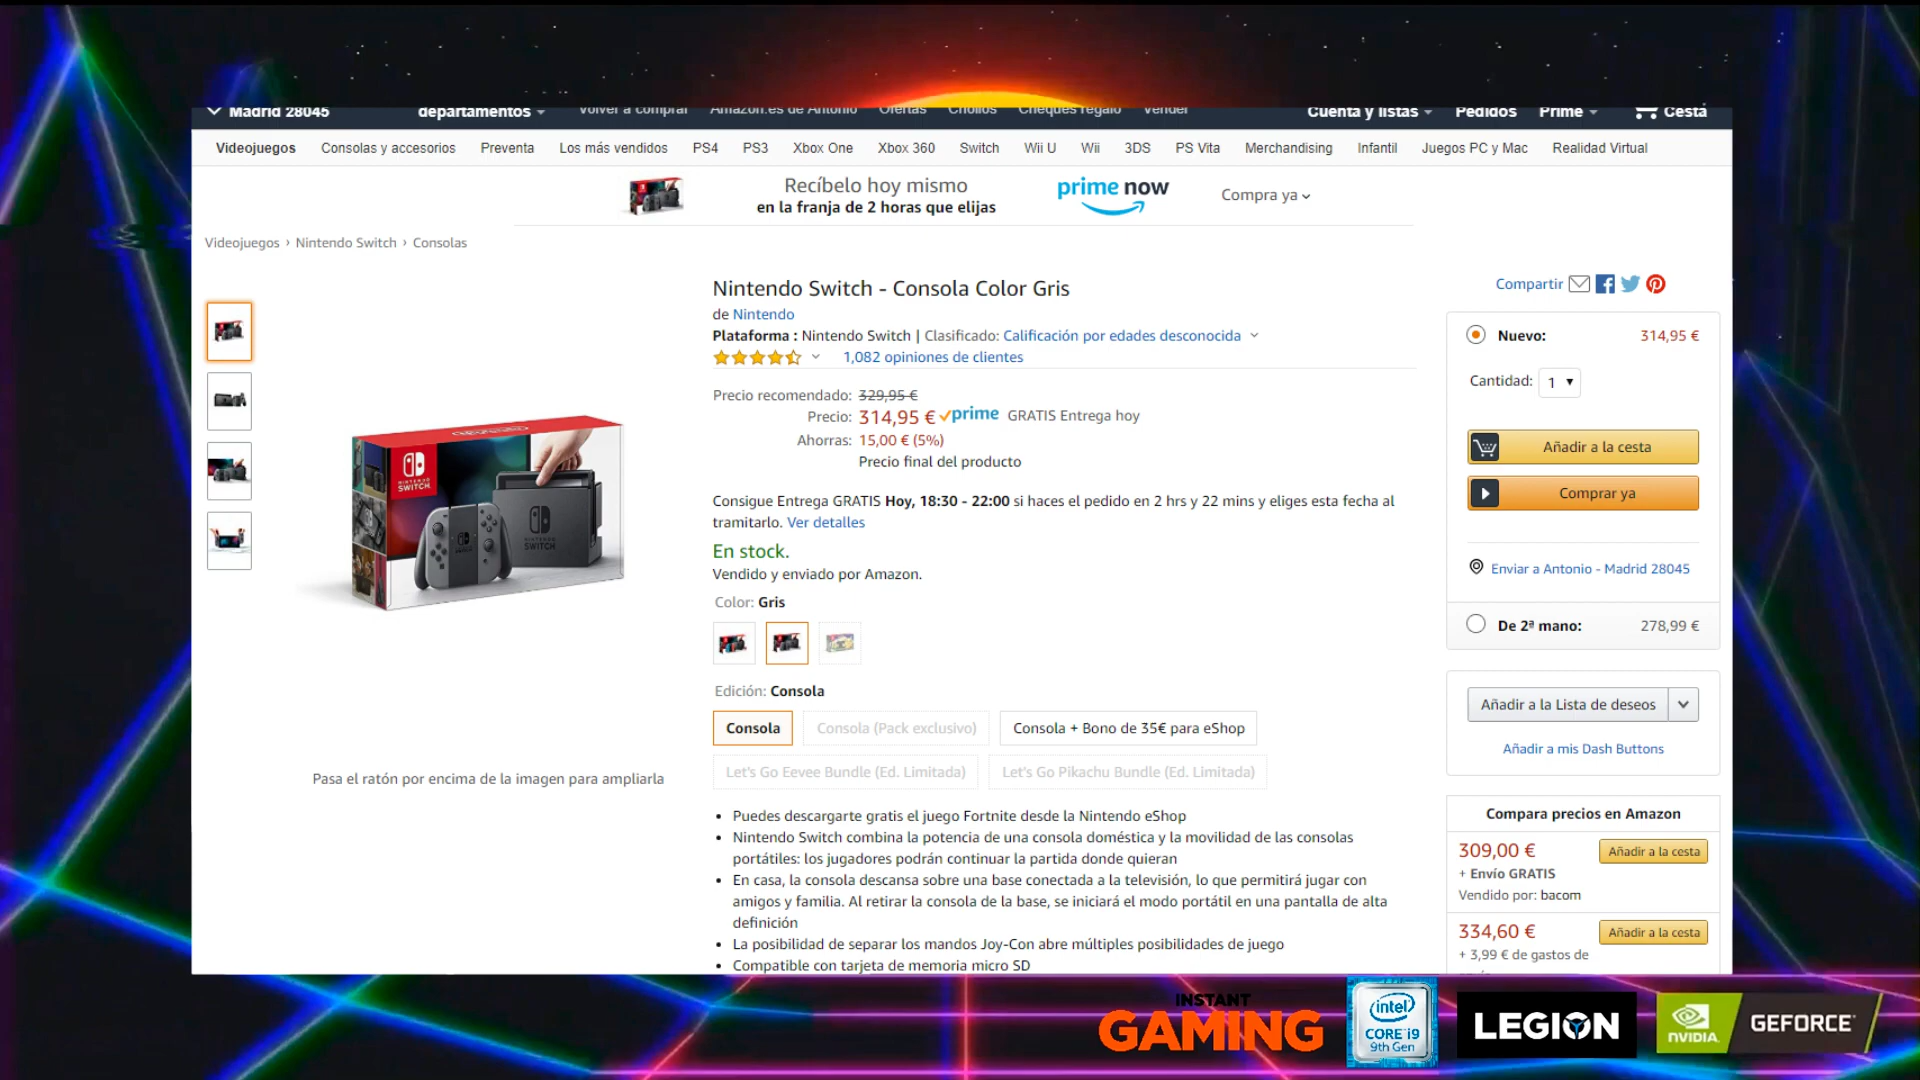 Madrid 28045
departamentos
Volver a comprar
Amazon.es de Antonio
Ofertas
Chollos
Cheques regalo
Vender
Cuenta y listas
Pedidos
Prime
Cesta
Videojuegos
Consolas y accesorios
Preventa
Los más vendidos
PS4
PS3
Xbox One
Xbox 360
Switch
Wii U
Wii
3DS
PS Vita
Merchandising
Infantil
Juegos PC y Mac
Realidad Virtual
Recíbelo hoy mismo
en la franja de 2 horas que elijas
prime now
Compra ya
Videojuegos › Nintendo Switch › Consolas
Nintendo Switch - Consola Color Gris
de Nintendo
Plataforma : Nintendo Switch | Clasificado: Calificación por edades desconocida
1,082 opiniones de clientes
Precio recomendado: 329,95 €
Precio: 314,95 € prime GRATIS Entrega hoy
Ahorras: 15,00 € (5%)
Precio final del producto
Consigue Entrega GRATIS Hoy, 18:30 - 22:00 si haces el pedido en 2 hrs y 22 mins y eliges esta fecha al
tramitarlo. Ver detalles
En stock.
Vendido y enviado por Amazon.
Color: Gris
Edición: Consola
Consola
Consola (Pack exclusivo)
Consola + Bono de 35€ para eShop
Let's Go Eevee Bundle (Ed. Limitada)
Let's Go Pikachu Bundle (Ed. Limitada)
• Puedes descargarte gratis el juego Fortnite desde la Nintendo eShop
• Nintendo Switch combina la potencia de una consola doméstica y la movilidad de las consolas
portátiles: los jugadores podrán continuar la partida donde quieran
• En casa, la consola descansa sobre una base conectada a la televisión, lo que permitirá jugar con
amigos y familia. Al retirar la consola de la base, se iniciará el modo portátil en una pantalla de alta
definición
• La posibilidad de separar los mandos Joy-Con abre múltiples posibilidades de juego
• Compatible con tarjeta de memoria micro SD
NINTENDO
SWITCH
NINTENDO
SWITCH
Pasa el ratón por encima de la imagen para ampliarla
Compartir
Nuevo: 314,95 €
Cantidad: 1
Añadir a la cesta
Comprar ya
Enviar a Antonio - Madrid 28045
De 2ª mano: 278,99 €
Añadir a la Lista de deseos
Añadir a mis Dash Buttons
Compara precios en Amazon
309,00 €
Añadir a la cesta
+ Envío GRATIS
Vendido por: bacom
334,60 €
Añadir a la cesta
+ 3,99 € de gastos de
INSTANT
GAMING
intel
CORE i9
9th Gen
LEGION
NVIDIA.
GEFORCE